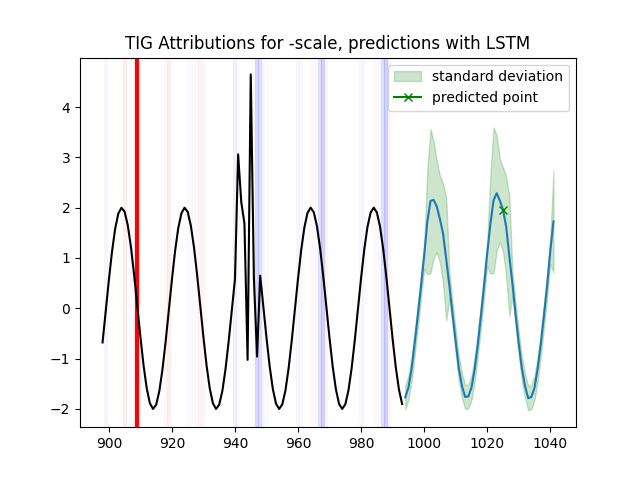 TIG Attributions for -scale, predictions with LSTM
standard deviation
predicted point
4
3
2
1
0
−1
−2
900 920 940 960 980 1000 1020 1040